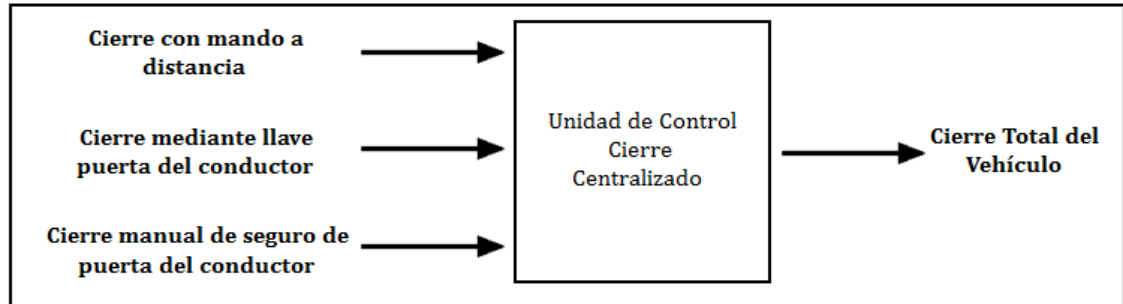 Cierre con mando a
distancia
Cierre mediante llave
puerta del conductor
Cierre manual de seguro de
puerta del conductor
Unidad de Control
Cierre
Centralizado
Cierre Total del
Vehículo